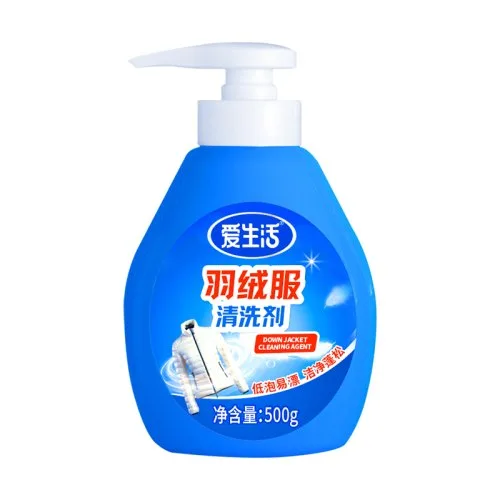 爱生活
羽绒服
清洗剂
DOWN JACKET
CLEANING AGENT
低泡易漂 洁净蓬松
净含量:500g